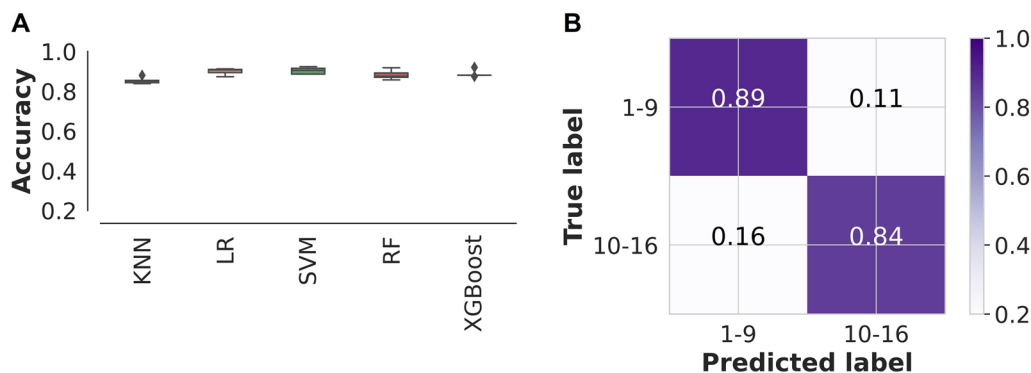 A
Accuracy
1.0
0.8
0.6
0.4
0.2
KNN
LR
SVM
RF
XGBoost
B
True label
1-9
10-16
0.89
0.11
0.16
0.84
1-9
10-16
Predicted label
1.0
0.8
0.6
0.4
0.2